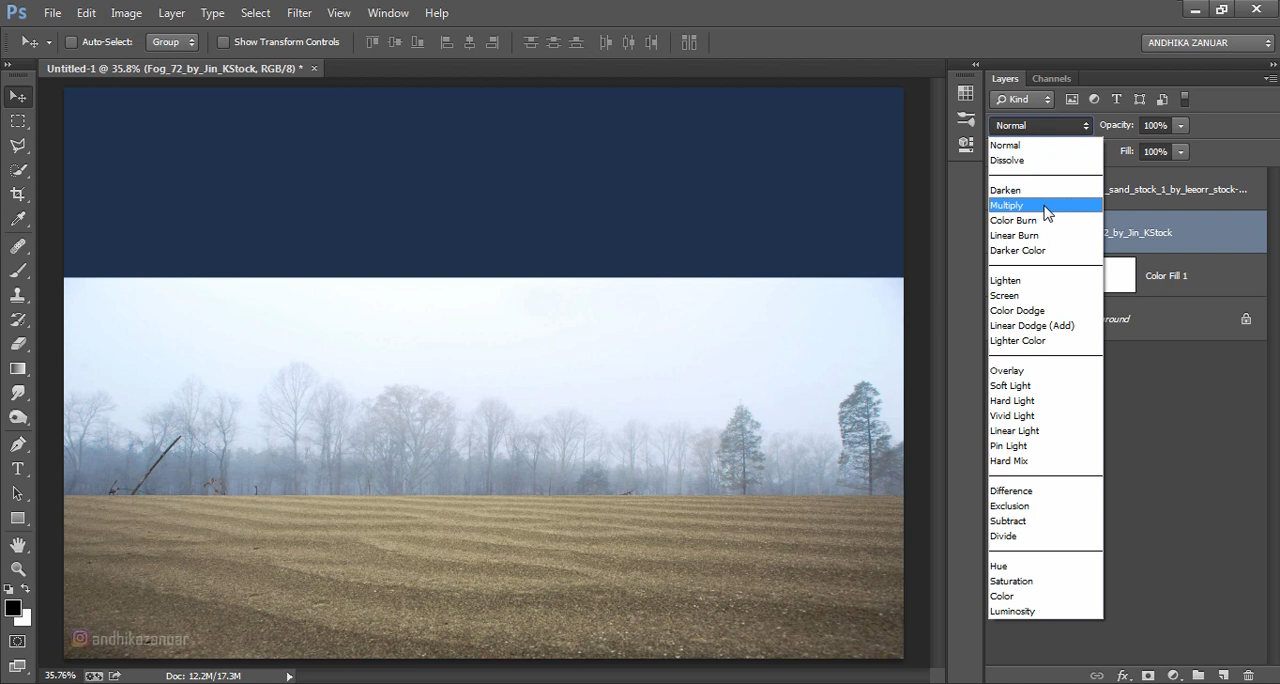 Ps File Edit Image Layer Type Select Filter View Window Help
Auto-Select: Group Show Transform Controls ANDHIKA ZANUAR
Untitled-1 @ 35.8% (Fog_72_by_Jin_KStock, RGB/8) * ×
Layers Channels
Kind
Normal Opacity: 100%
Fill: 100%
Normal
Dissolve
Darken
Multiply
Color Burn
Linear Burn
Darker Color
Lighten
Screen
Color Dodge
Linear Dodge (Add)
Lighter Color
Overlay
Soft Light
Hard Light
Vivid Light
Linear Light
Pin Light
Hard Mix
Difference
Exclusion
Subtract
Divide
Hue
Saturation
Color
Luminosity
_sand_stock_1_by_leeorr_stock-...
2_by_Jin_KStock
Color Fill 1
round
andhikazanuar
35.76% Doc: 12.2M/17.3M
fx